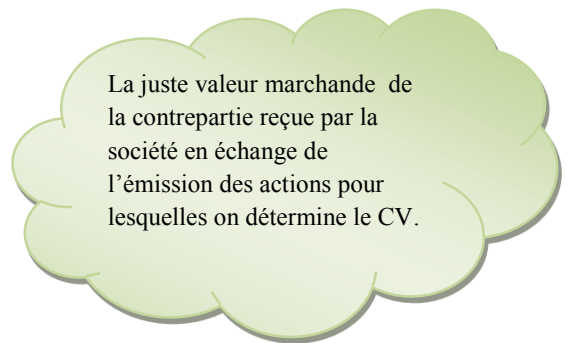 La juste valeur marchande de
la contrepartie reçue par la
société en échange de
l’émission des actions pour
lesquelles on détermine le CV.